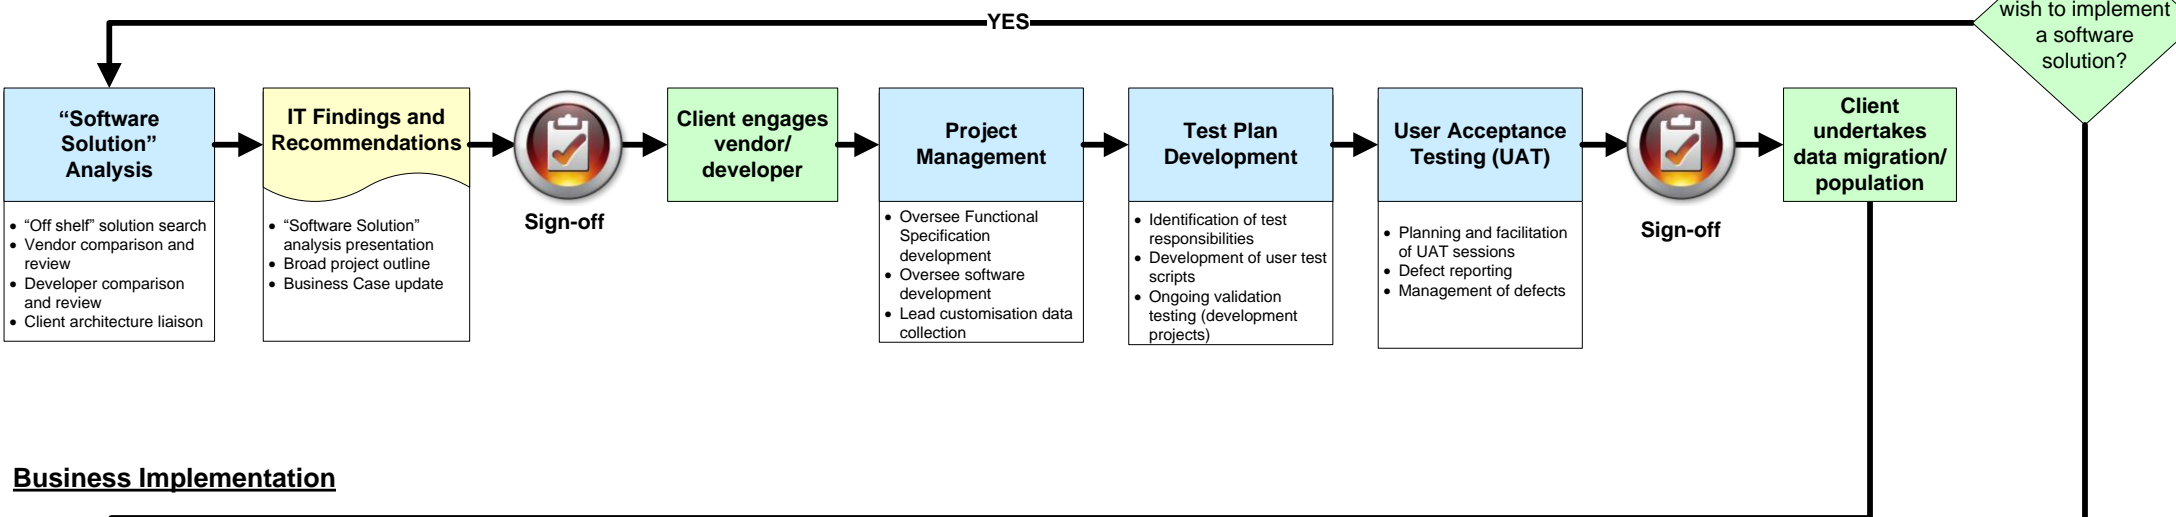 YES
wish to implement
a software
solution?
“Software
Solution”
Analysis
• “Off shelf” solution search
• Vendor comparison and
review
• Developer comparison
and review
• Client architecture liaison
IT Findings and
Recommendations
• “Software Solution”
analysis presentation
• Broad project outline
• Business Case update
Sign-off
Client engages
vendor/
developer
Project
Management
• Oversee Functional
Specification
development
• Oversee software
development
• Lead customisation data
collection
Test Plan
Development
• Identification of test
responsibilities
• Development of user test
scripts
• Ongoing validation
testing (development
projects)
User Acceptance
Testing (UAT)
• Planning and facilitation
of UAT sessions
• Defect reporting
• Management of defects
Sign-off
Client
undertakes
data migration/
population
Business Implementation